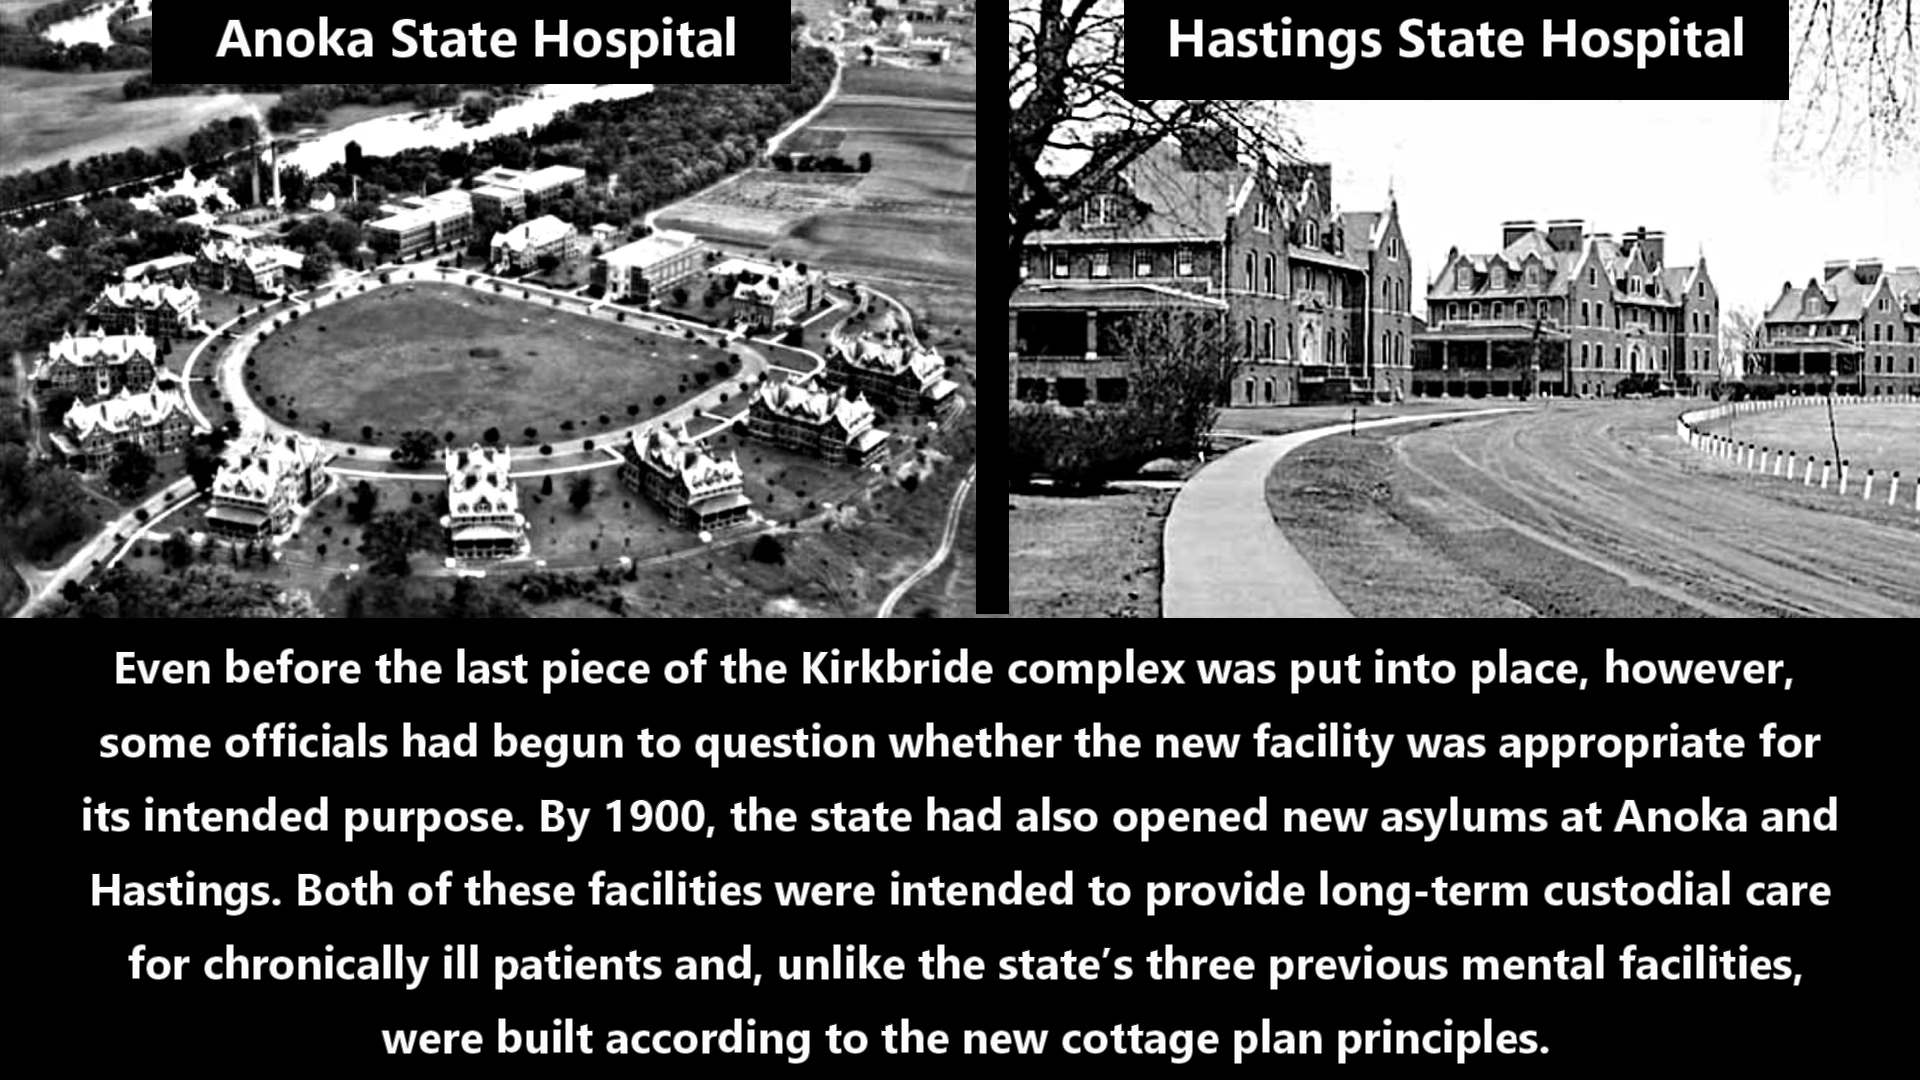 Anoka State Hospital
Hastings State Hospital
Even before the last piece of the Kirkbride complex was put into place, however,
some officials had begun to question whether the new facility was appropriate for
its intended purpose. By 1900, the state had also opened new asylums at Anoka and
Hastings. Both of these facilities were intended to provide long-term custodial care
for chronically ill patients and, unlike the state’s three previous mental facilities,
were built according to the new cottage plan principles.